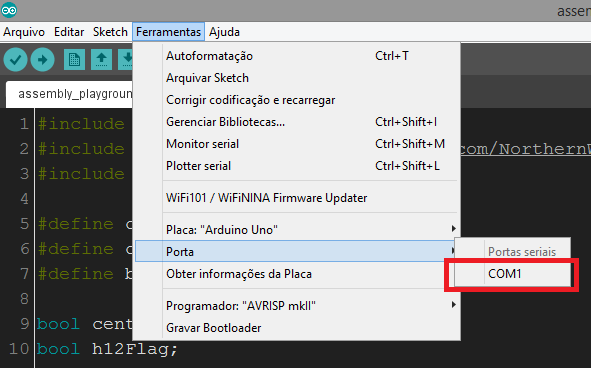 asse
Arquivo Editar Sketch Ferramentas Ajuda
Autoformatação Ctrl+T
Arquivar Sketch
Corrigir codificação e recarregar
Gerenciar Bibliotecas... Ctrl+Shift+I
Monitor serial Ctrl+Shift+M
Plotter serial Ctrl+Shift+L
WiFi101 / WiFiNINA Firmware Updater
Placa: "Arduino Uno"
Porta
Obter informações da Placa
Programador: "AVRISP mkII"
Gravar Bootloader
Portas seriais
COM1
assembly_playgroun
1 #include
2 #include com/NorthernW
3 #include
4
5 #define c
6 #define c
7 #define b
8
9 bool cent
10 bool h12Flag;